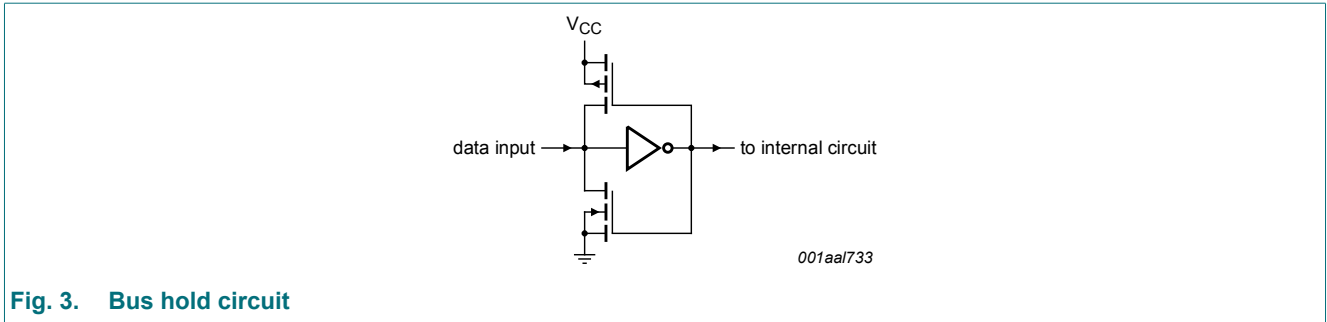 VCC
data input
to internal circuit
001aal733
Fig. 3. Bus hold circuit